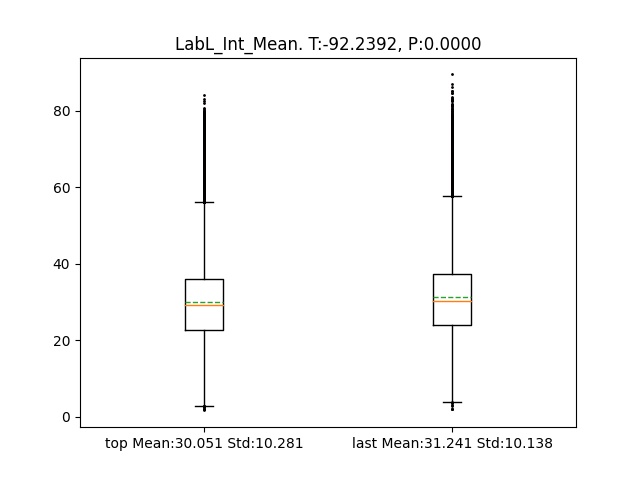 LabL_Int_Mean. T:-92.2392, P:0.0000
80
60
40
20
0
top Mean:30.051 Std:10.281
last Mean:31.241 Std:10.138